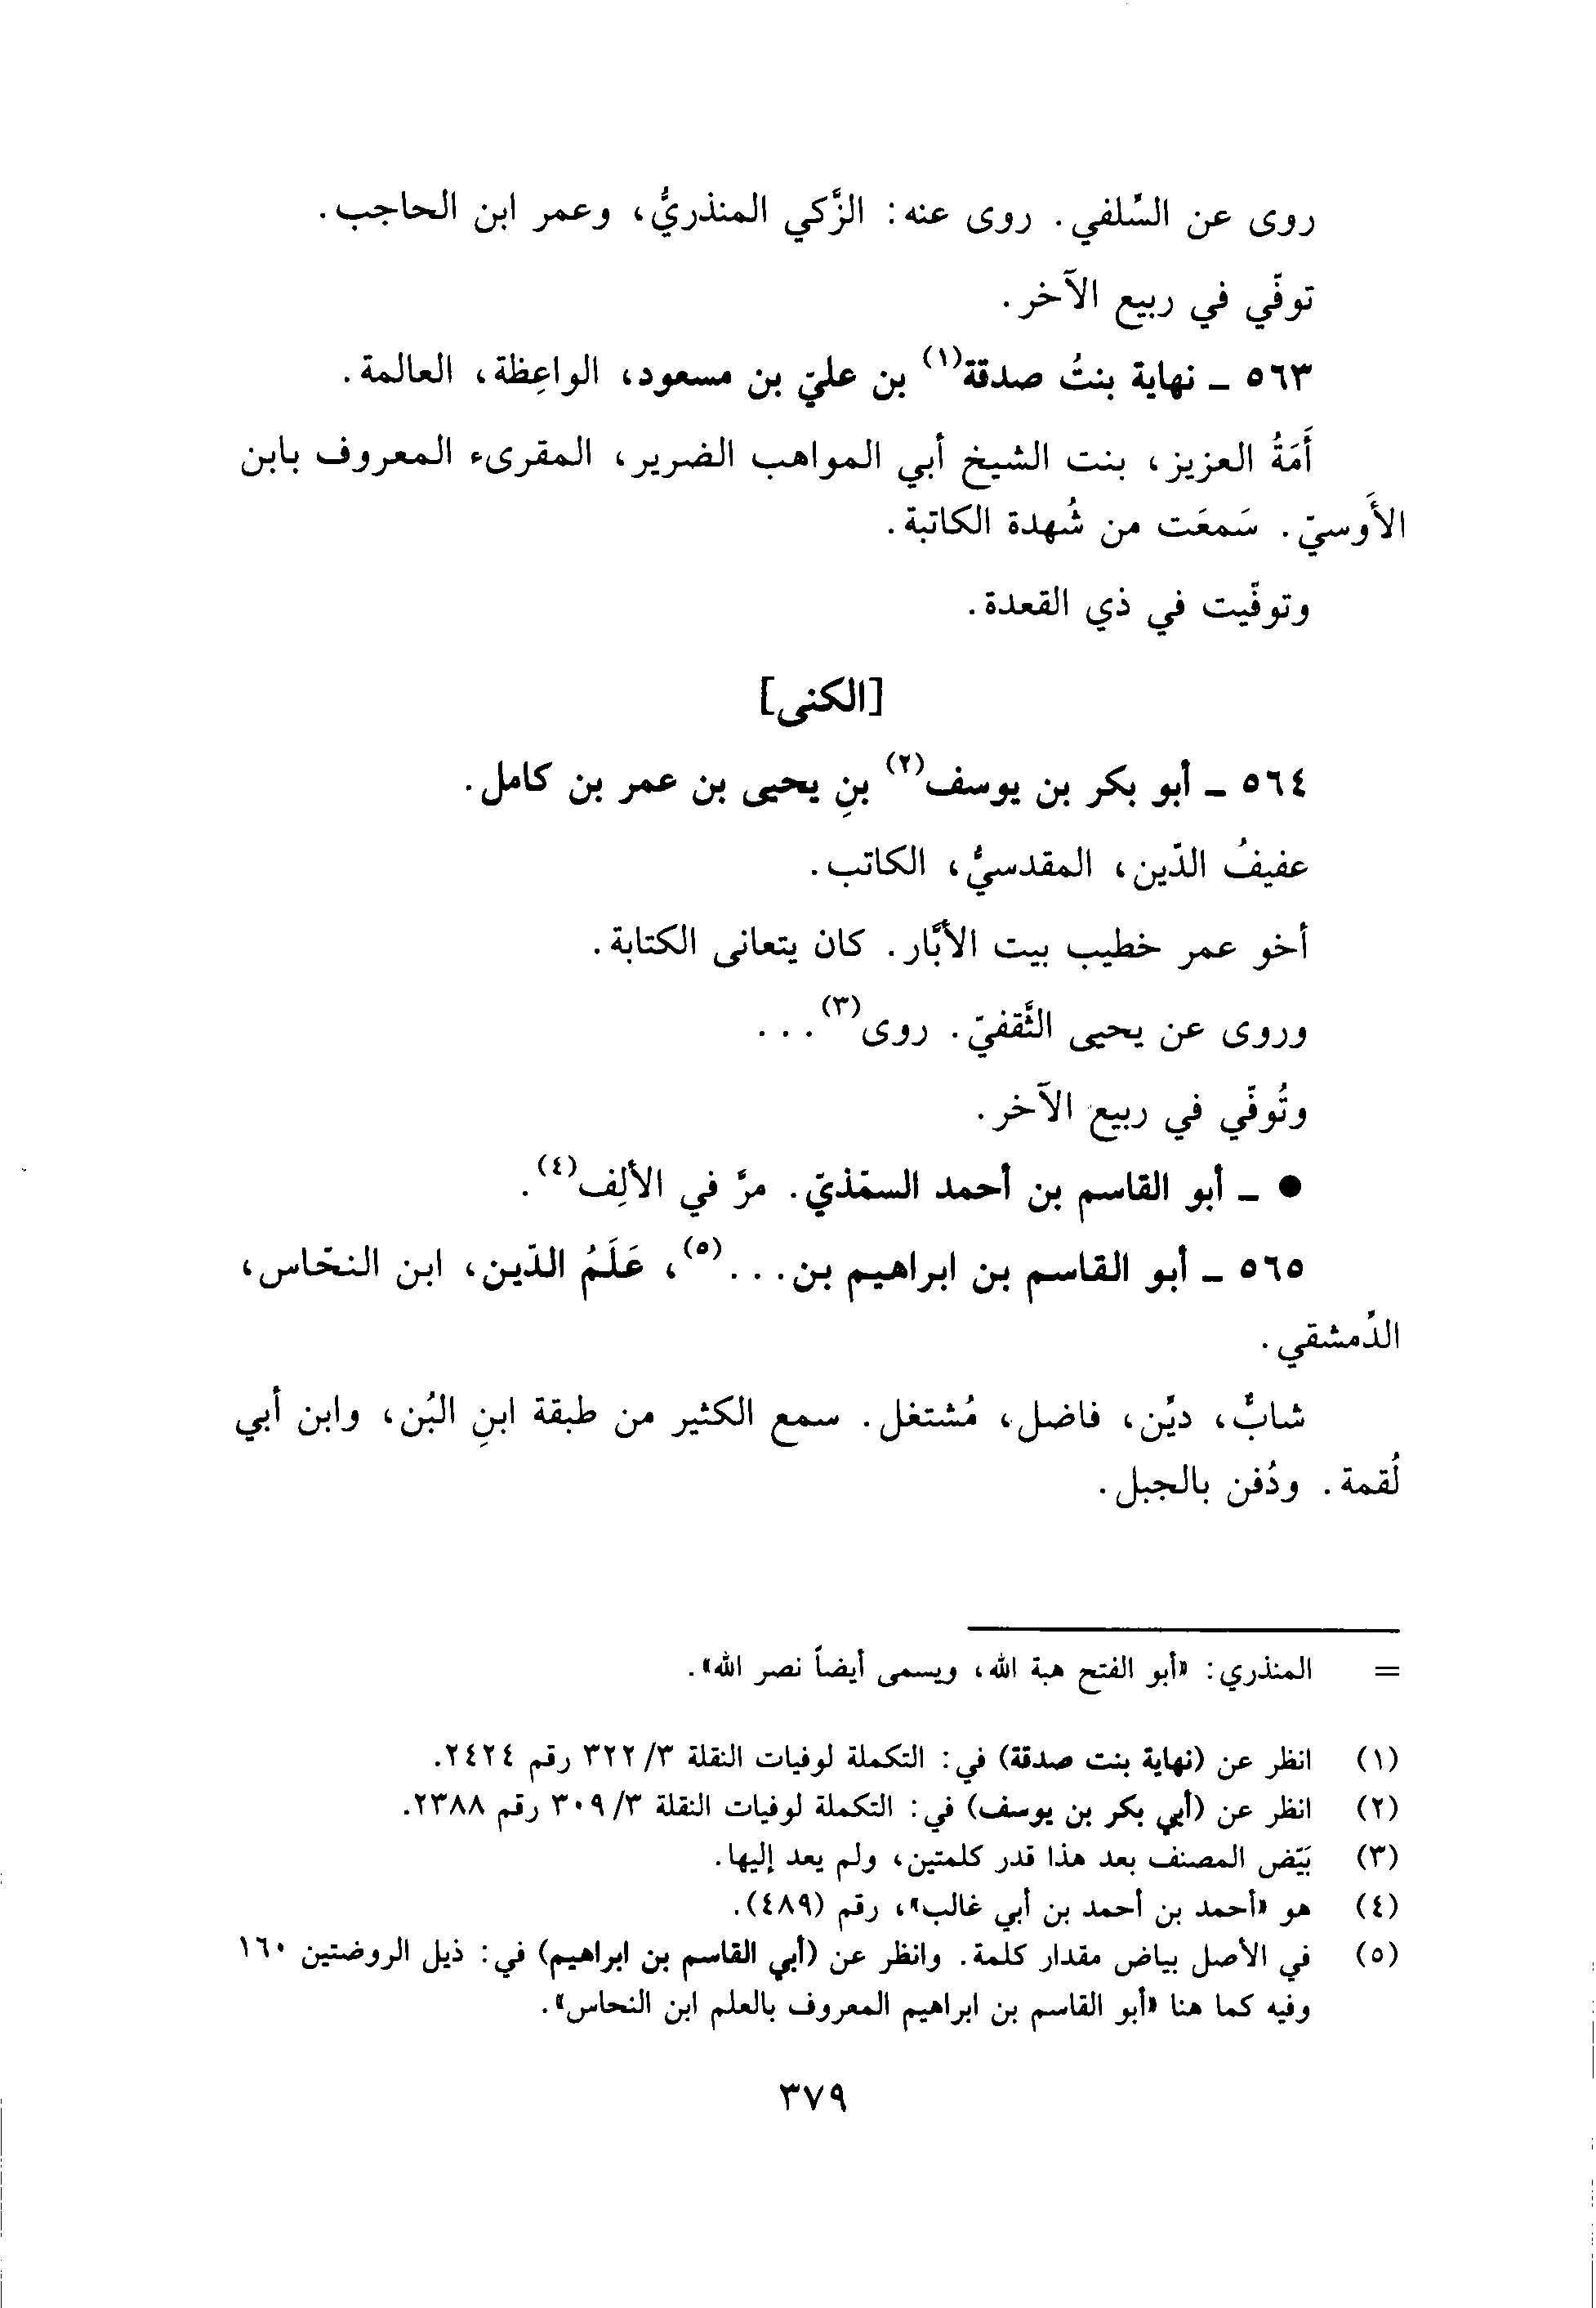 روى عن السِّلفي. روى عنه: الزَّكي المنذريُّ، وعمر ابن الحاجب.
توفّي في ربيع الآخر.
٥٦٣ - نهاية بنتُ صدقة(١) بن عليّ بن مسعود، الواعِظة، العالمة.
أَمَةُ العزيز، بنت الشيخ أبي المواهب الضرير، المقرىء المعروف بابن
الأَوسيّ. سَمعَت من شُهدة الكاتبة.
وتوفّيت في ذي القعدة.
[الكنى]
٥٦٤ - أبو بكر بن يوسف(٢) بنِ يحيى بن عمر بن كامل.
عفيفُ الدّين، المقدسيُّ، الكاتب.
أخو عمر خطيب بيت الأبَّار. كان يتعانى الكتابة.
وروى عن يحيى الثَّقفيّ. روى(٣)...
وتُوفّي في ربيع الآخر.
● - أبو القاسم بن أحمد السمّذيّ. مرَّ في الألِف(٤).
٥٦٥ - أبو القاسم بن ابراهيم بن...(٥)، عَلَمُ الدّين، ابن النحّاس،
الدِّمشقي.
شابٌّ، ديِّن، فاضل، مُشتغل. سمع الكثير من طبقة ابنِ البُن، وابن أبي
لُقمة. ودُفن بالجبل.
= المنذري: «أبو الفتح هبة الله، ويسمى أيضاً نصر الله».
(١) انظر عن (نهاية بنت صدقة) في: التكملة لوفيات النقلة ٣/ ٣٢٢ رقم ٢٤٢٤.
(٢) انظر عن (أبي بكر بن يوسف) في: التكملة لوفيات النقلة ٣/ ٣٠٩ رقم ٢٣٨٨.
(٣) بَيّض المصنف بعد هذا قدر كلمتين، ولم يعد إليها.
(٤) هو «أحمد بن أحمد بن أبي غالب»، رقم (٤٨٩).
(٥) في الأصل بياض مقدار كلمة. وانظر عن (أبي القاسم بن ابراهيم) في: ذيل الروضتين ١٦٠
وفيه كما هنا «أبو القاسم بن ابراهيم المعروف بالعلم ابن النحاس».
٣٧٩